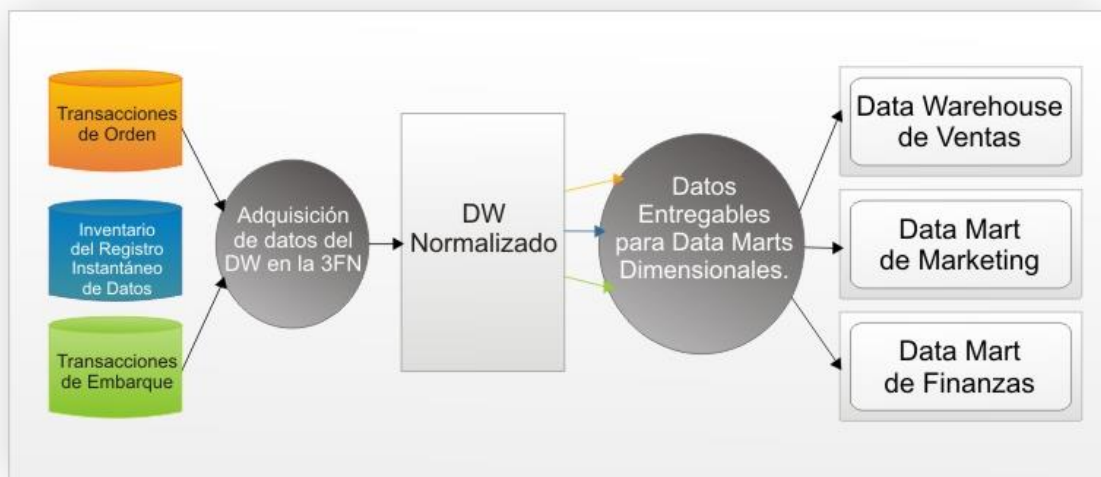 Transacciones
de Orden
Inventario
del Registro
Instantáneo
de Datos
Transacciones
de Embarque
Adquisición
de datos del
DW en la 3FN
DW
Normalizado
Datos
Entregables
para Data Marts
Dimensionales.
Data Warehouse
de Ventas
Data Mart
de Marketing
Data Mart
de Finanzas